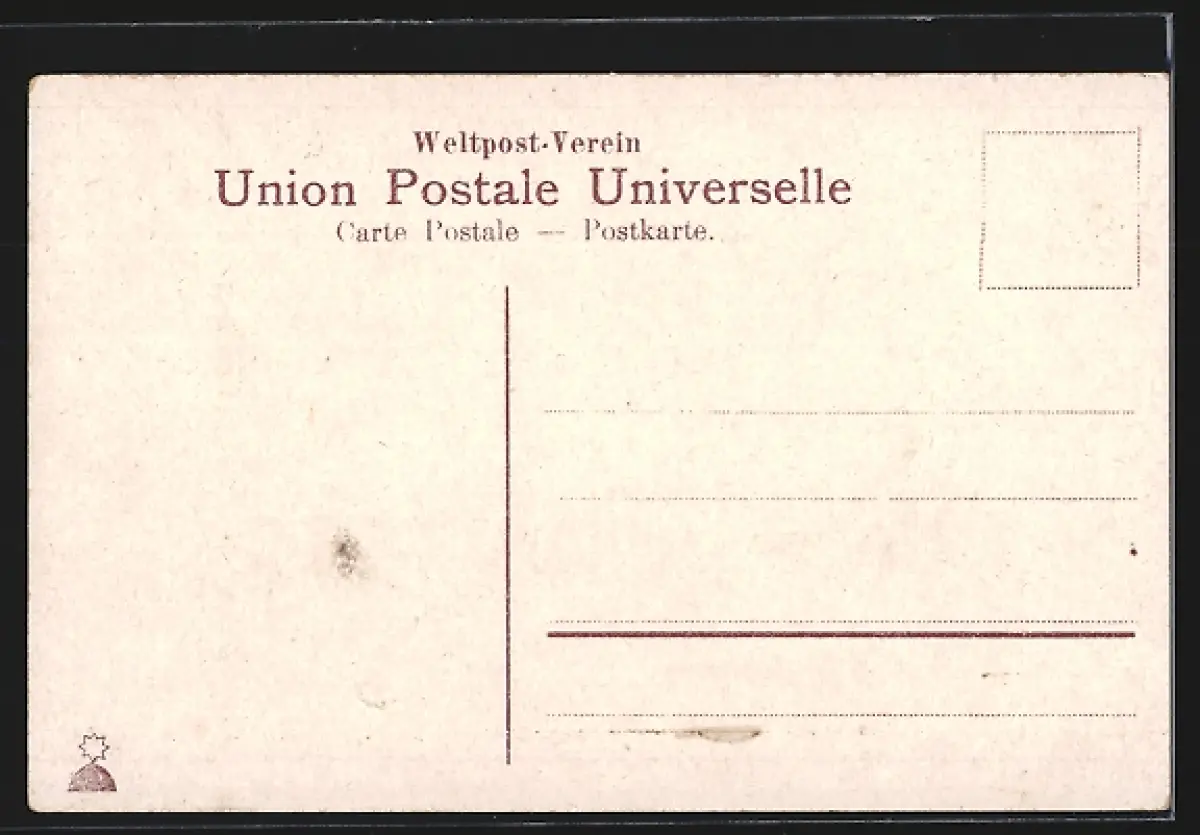 Weltpost-Verein
Union Postale Universelle
Carte Postale — Postkarte.